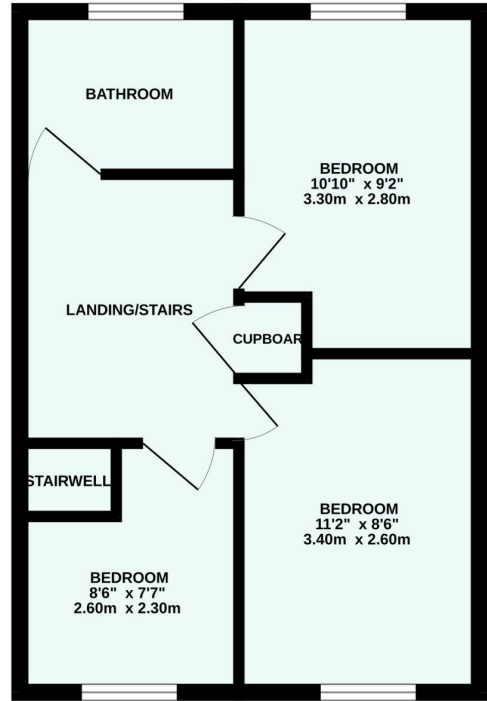 BATHROOM
BEDROOM
10'10" x 9'2"
3.30m x 2.80m
LANDING/STAIRS
CUPBOAR
STAIRWELL
BEDROOM
11'2" x 8'6"
3.40m x 2.60m
BEDROOM
8'6" x 7'7"
2.60m x 2.30m